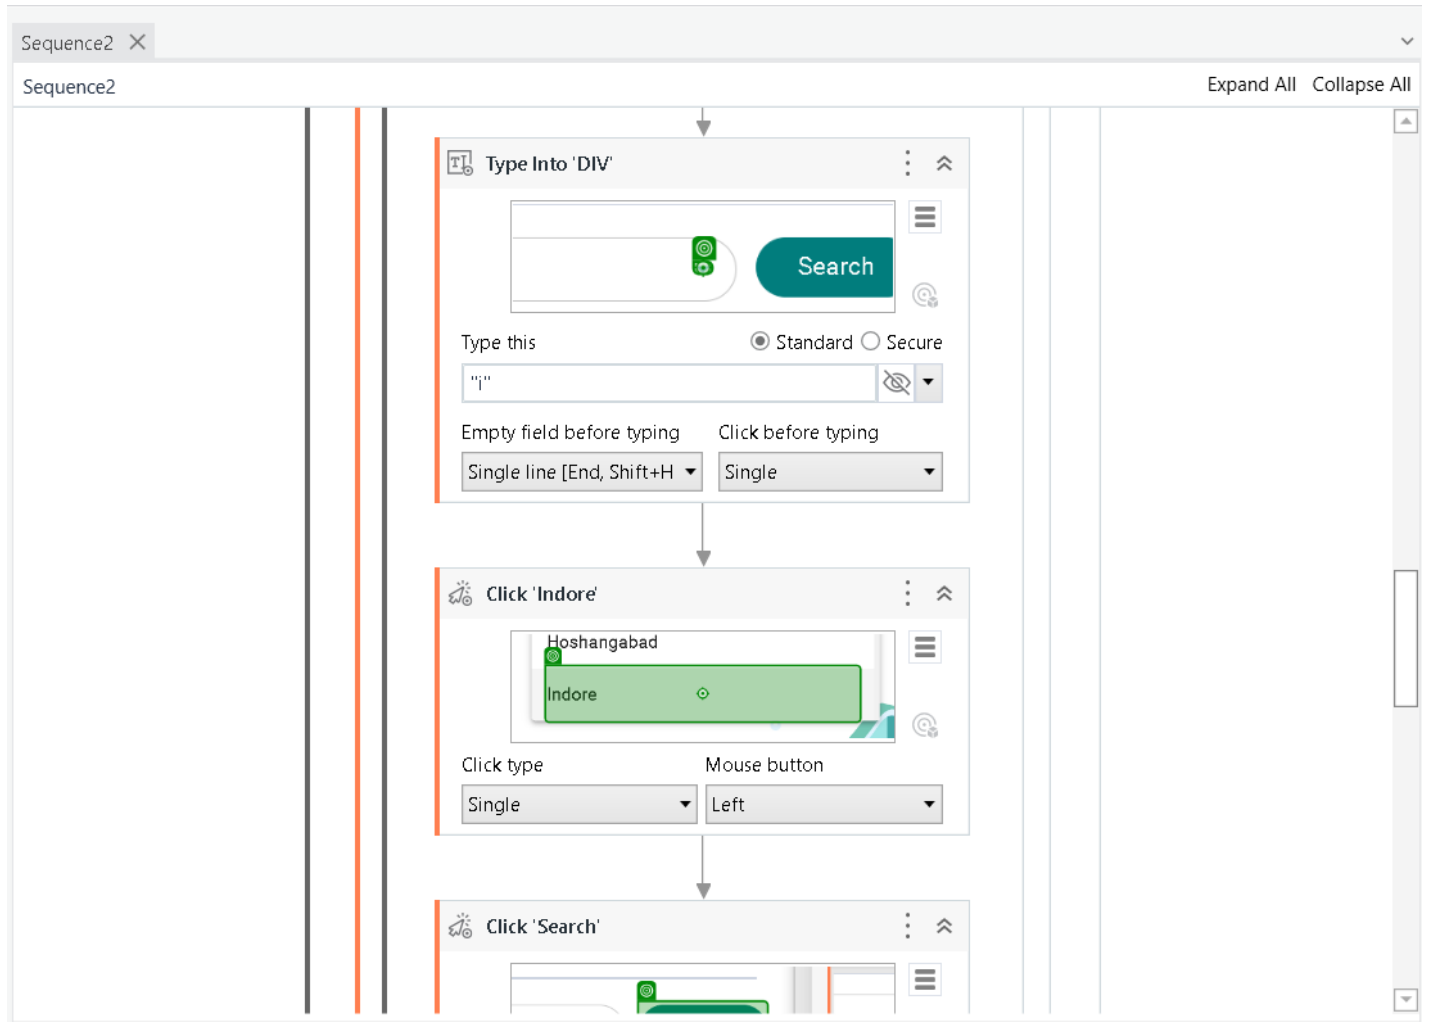 Sequence2
Sequence2
Expand All Collapse All
Type Into 'DIV'
Search
Type this
Standard Secure
"i"
Empty field before typing Click before typing
Single line [End, Shift+H Single
Click 'Indore'
Hoshangabad
Indore
Click type Mouse button
Single Left
Click 'Search'